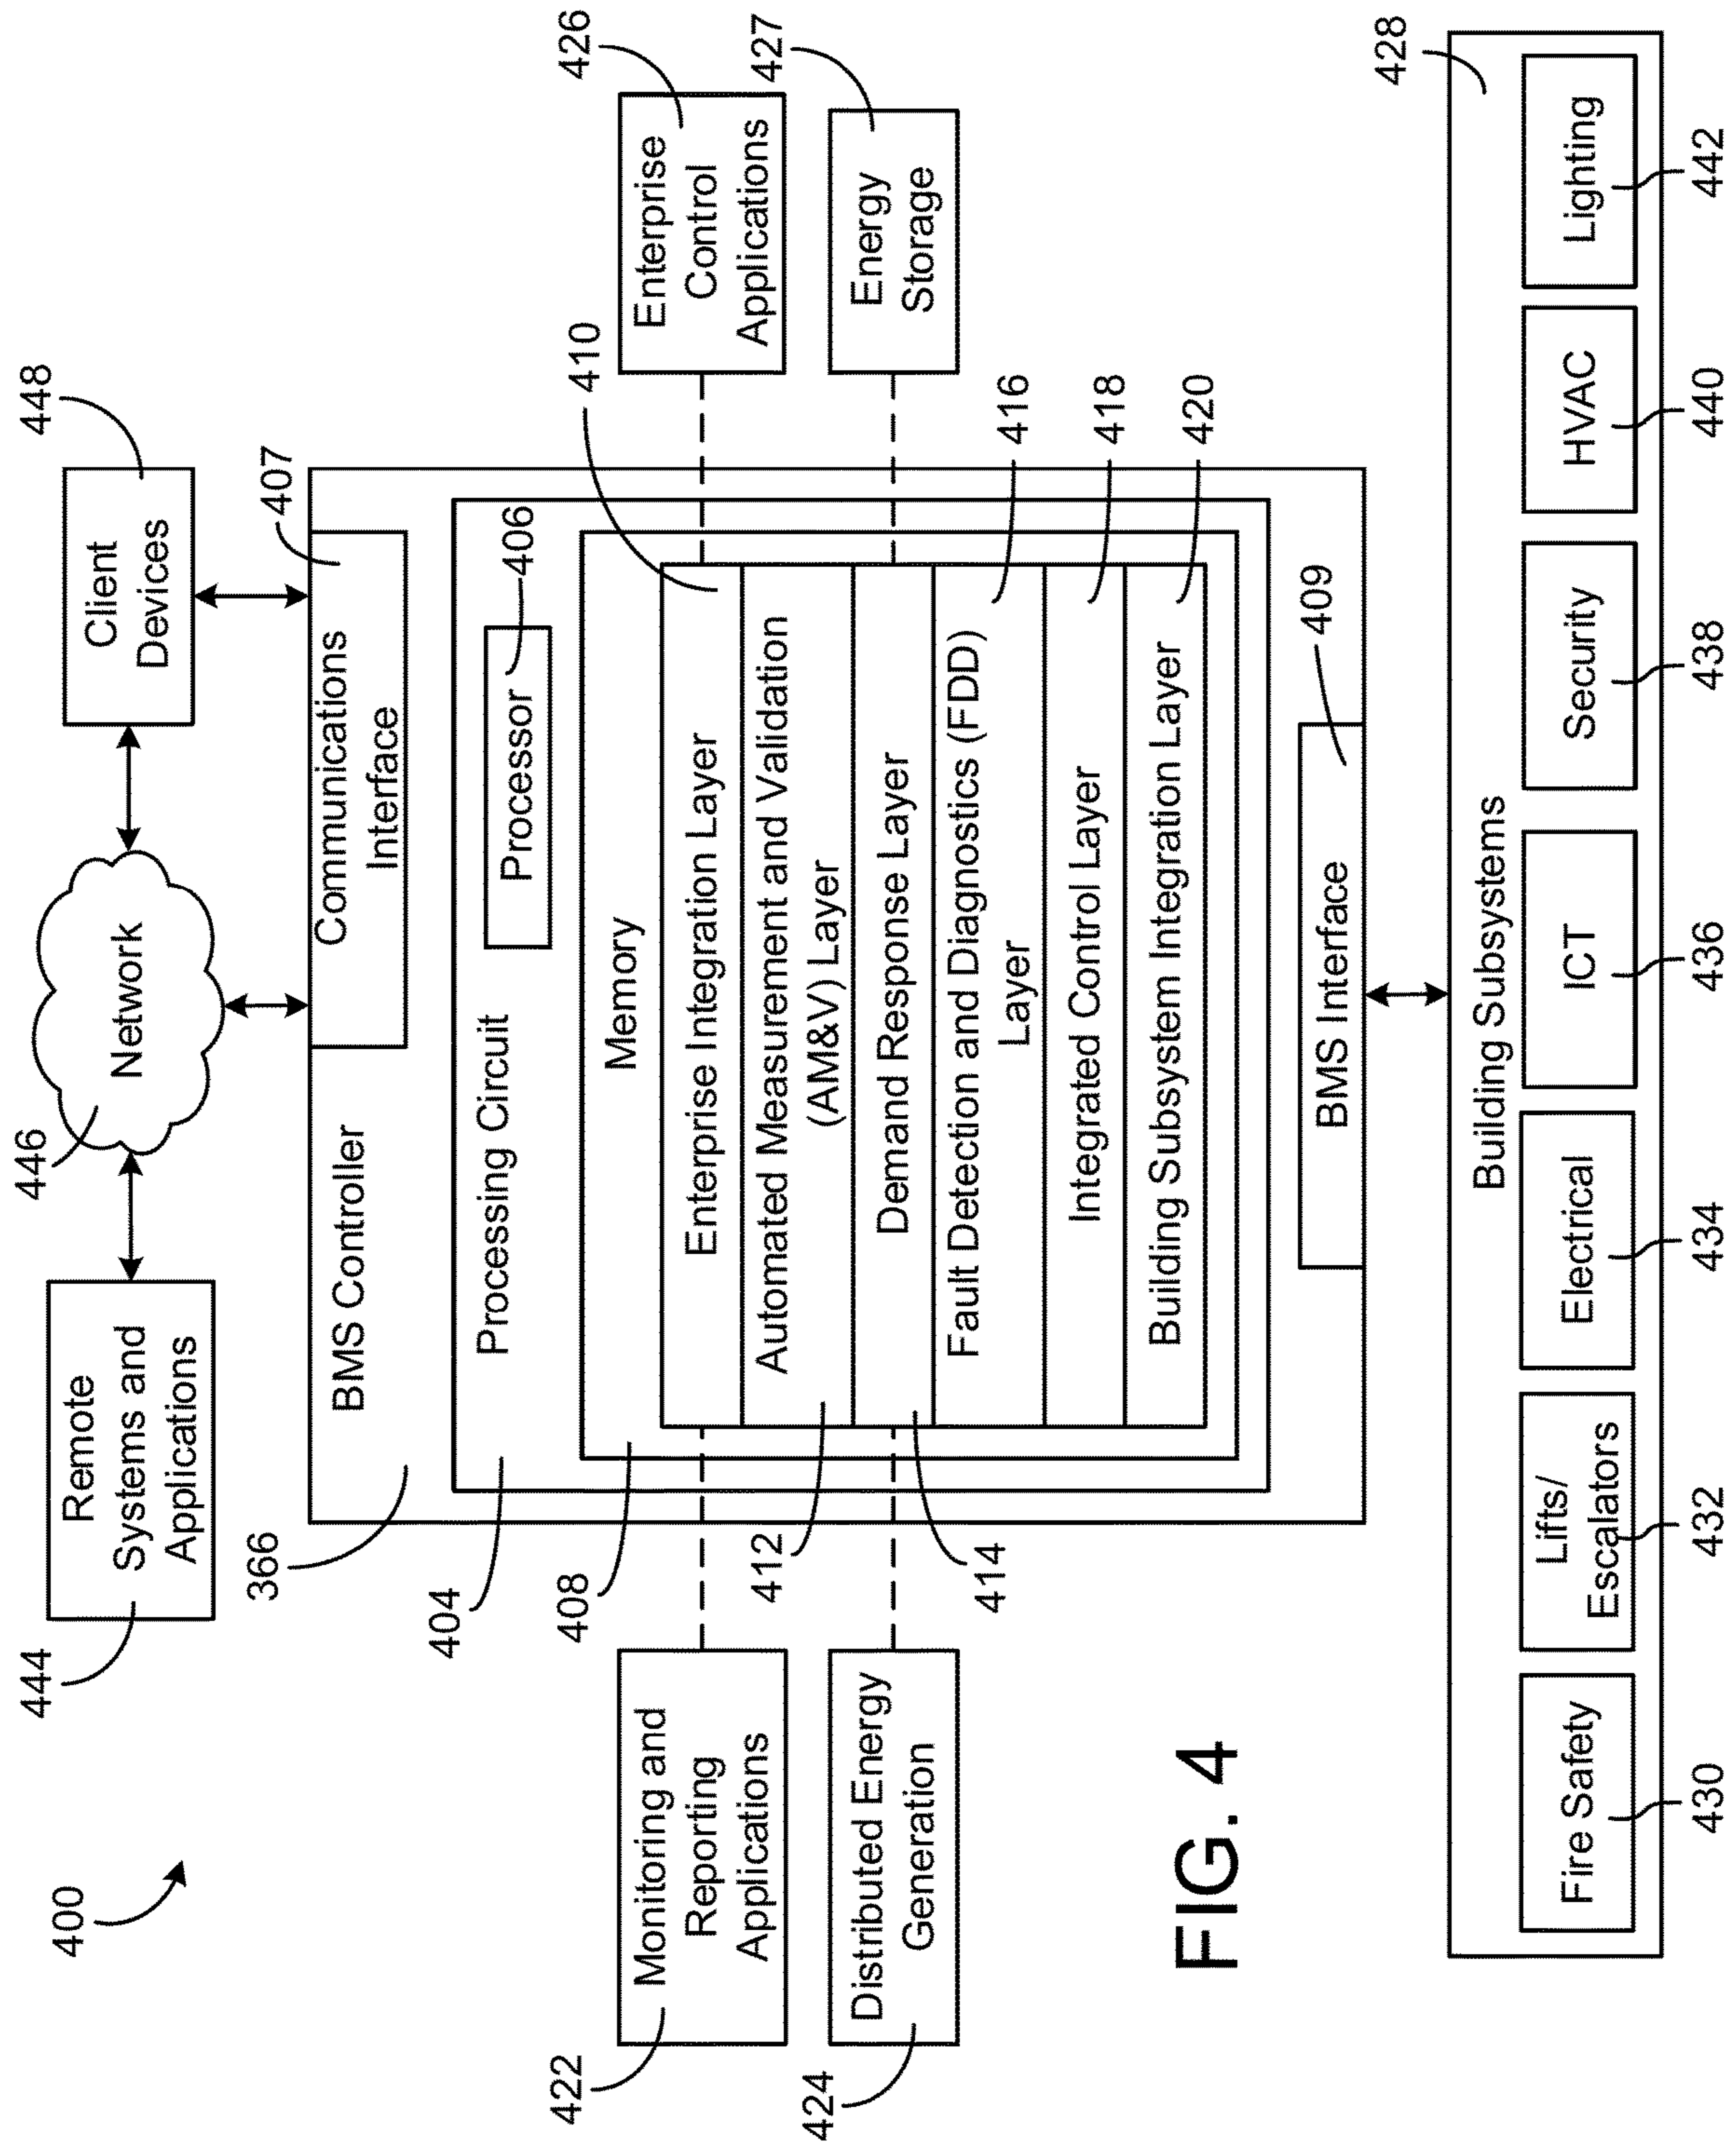 400
444
Remote
Systems and
Applications
446
Network
Client
Devices
448
366
BMS Controller
Communications
Interface
407
404
Processing Circuit
Processor
406
408
Memory
410
Enterprise Integration Layer
Automated Measurement and Validation
(AM&V) Layer
412
Demand Response Layer
414
Fault Detection and Diagnostics (FDD)
Layer
416
Integrated Control Layer
418
Building Subsystem Integration Layer
420
BMS Interface
409
422
Monitoring and
Reporting
Applications
424
Distributed Energy
Generation
Enterprise
Control
Applications
426
Energy
Storage
427
FIG. 4
Building Subsystems
428
Fire Safety
Lifts/
Escalators
Electrical
ICT
Security
HVAC
Lighting
430
432
434
436
438
440
442